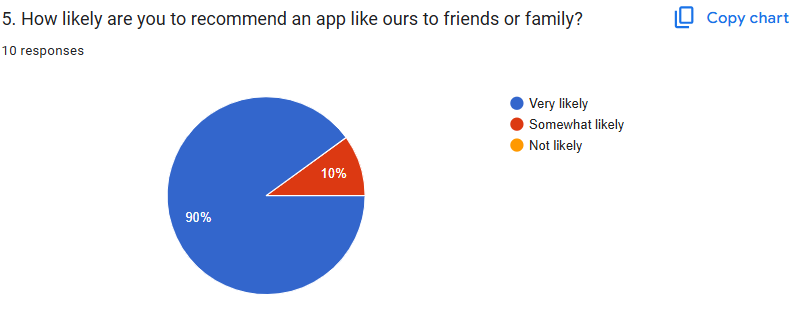 5. How likely are you to recommend an app like ours to friends or family?
Copy chart
10 responses
Very likely
Somewhat likely
Not likely
10%
90%